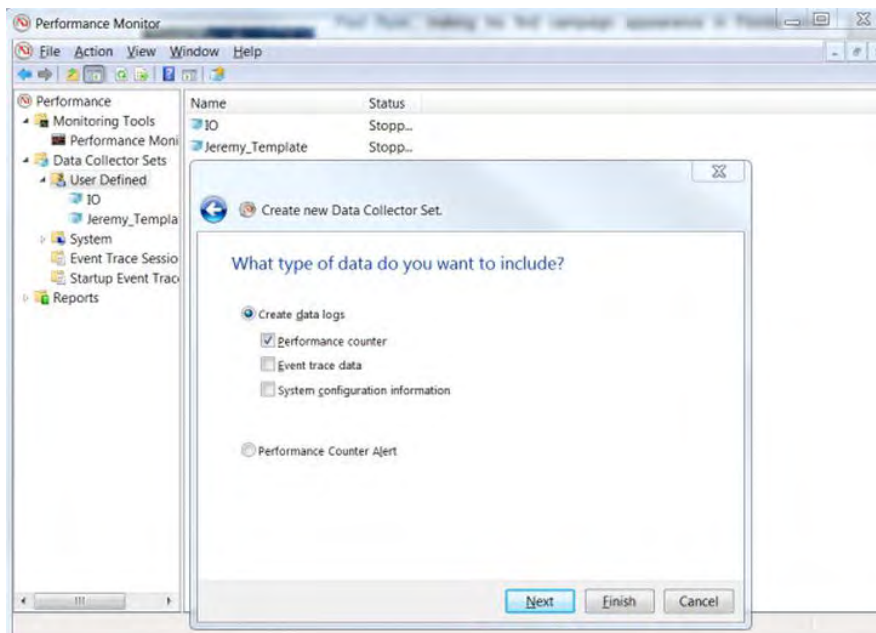 Performance Monitor
File Action View Window Help
Performance
Monitoring Tools
Performance Moni
Data Collector Sets
User Defined
IO
Jeremy_Templa
System
Event Trace Sessio
Startup Event Trac
Reports
Name Status
IO Stopp...
Jeremy_Template Stopp...
Create new Data Collector Set.
What type of data do you want to include?
Create data logs
Performance counter
Event trace data
System configuration information
Performance Counter Alert
Next Finish Cancel